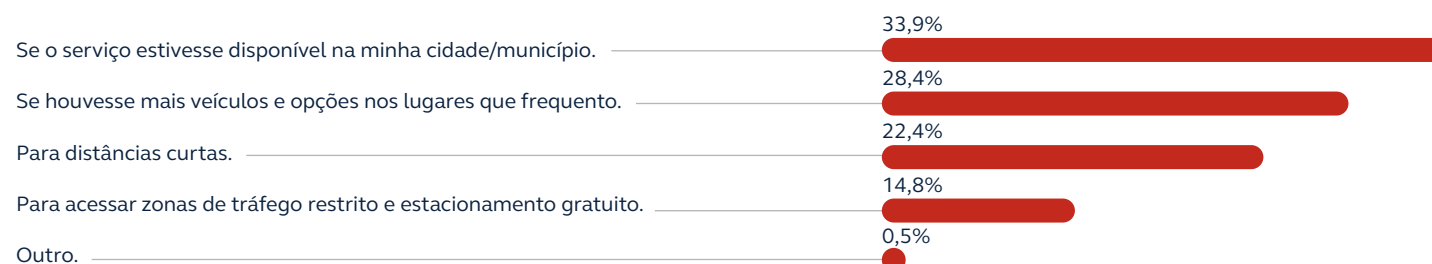 33,9%
Se o serviço estivesse disponível na minha cidade/município.
28,4%
Se houvesse mais veículos e opções nos lugares que frequento.
22,4%
Para distâncias curtas.
14,8%
Para acessar zonas de tráfego restrito e estacionamento gratuito.
0,5%
Outro.